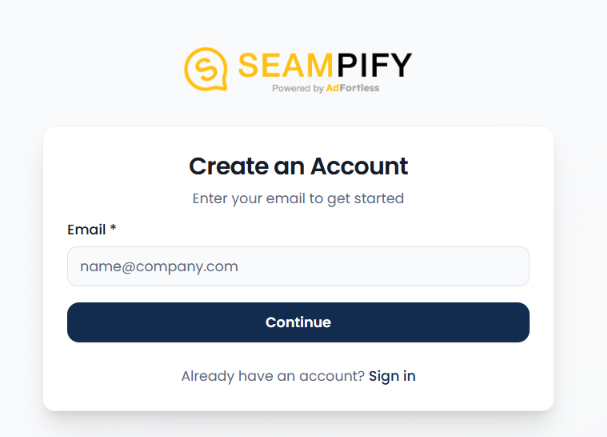 SEAMPIFY
Powered by AdFortless
Create an Account
Enter your email to get started
Email *
name@company.com
Continue
Already have an account? Sign in